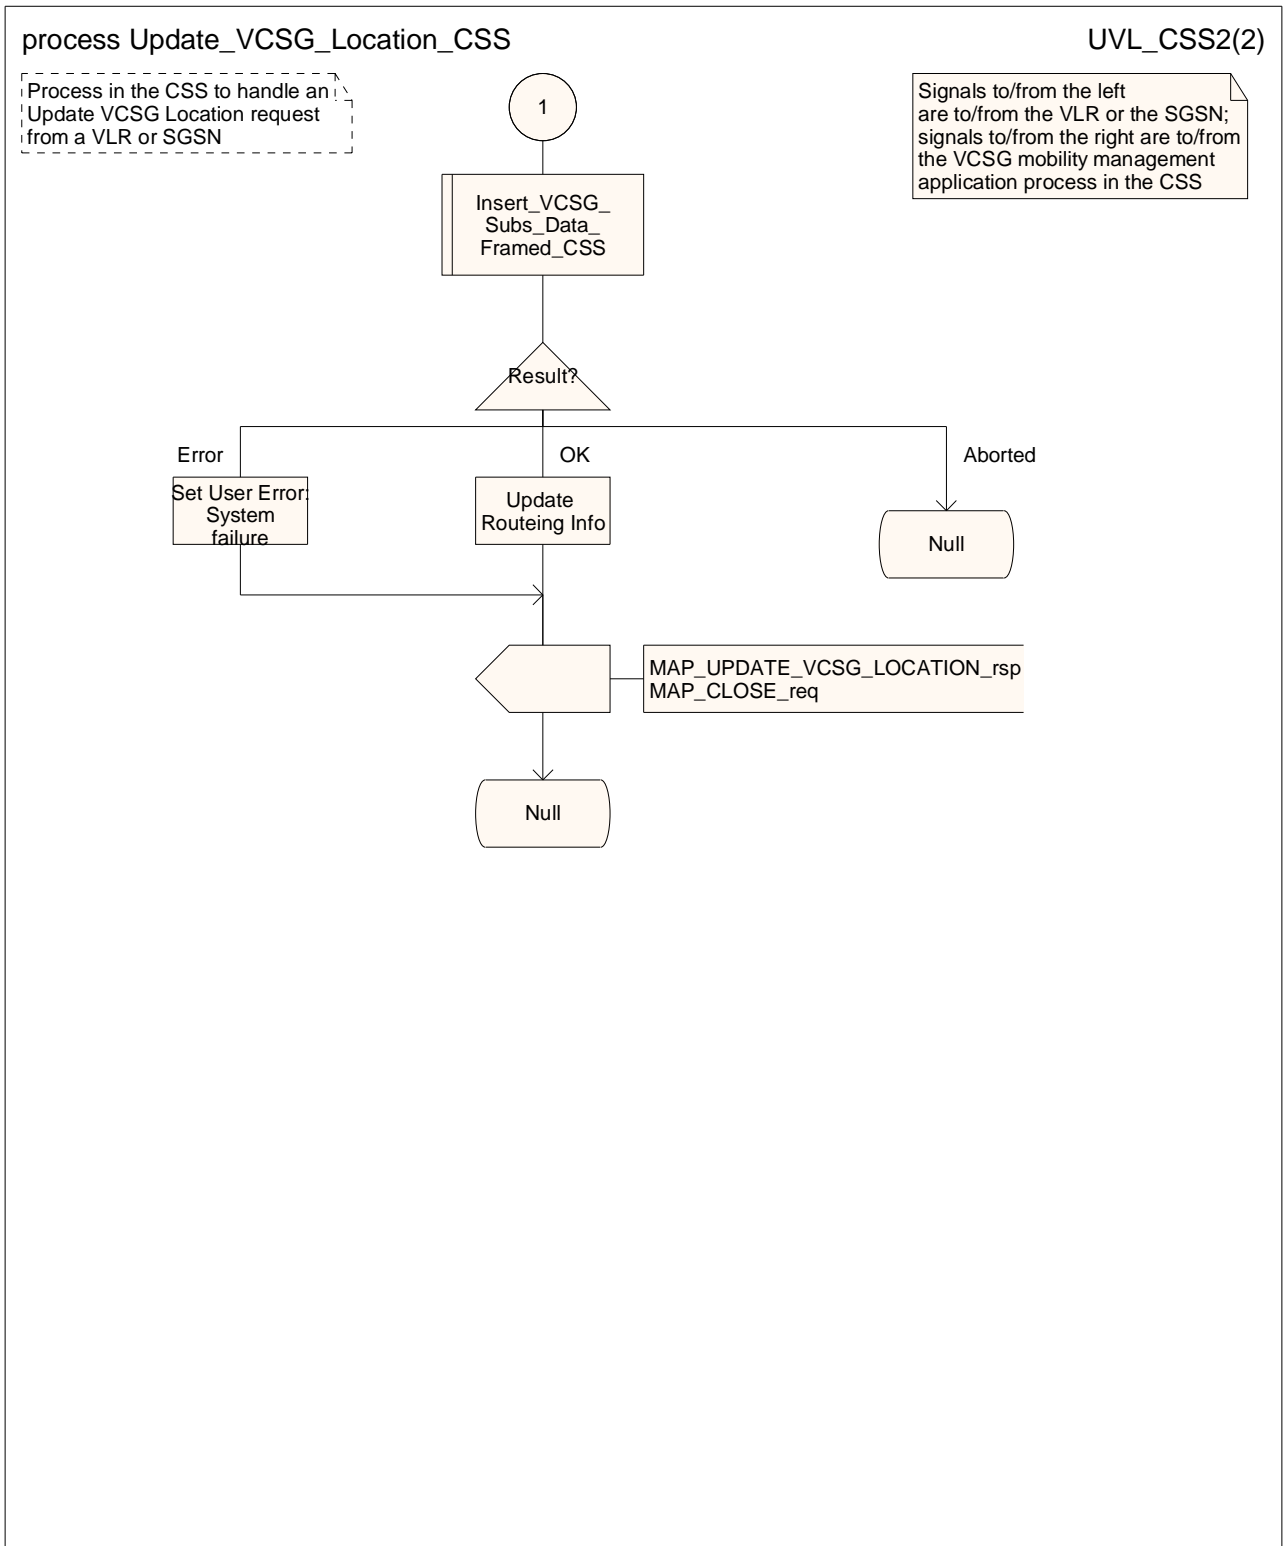 process Update_VCSG_Location_CSS
UVL_CSS2(2)
Process in the CSS to handle an
Update VCSG Location request
from a VLR or SGSN
1
Signals to/from the left
are to/from the VLR or the SGSN;
signals to/from the right are to/from
the VCSG mobility management
application process in the CSS
Insert_VCSG_
Subs_Data_
Framed_CSS
Result?
Error
OK
Aborted
Set User Error:
System
failure
Update
Routeing Info
Null
MAP_UPDATE_VCSG_LOCATION_rsp
MAP_CLOSE_req
Null